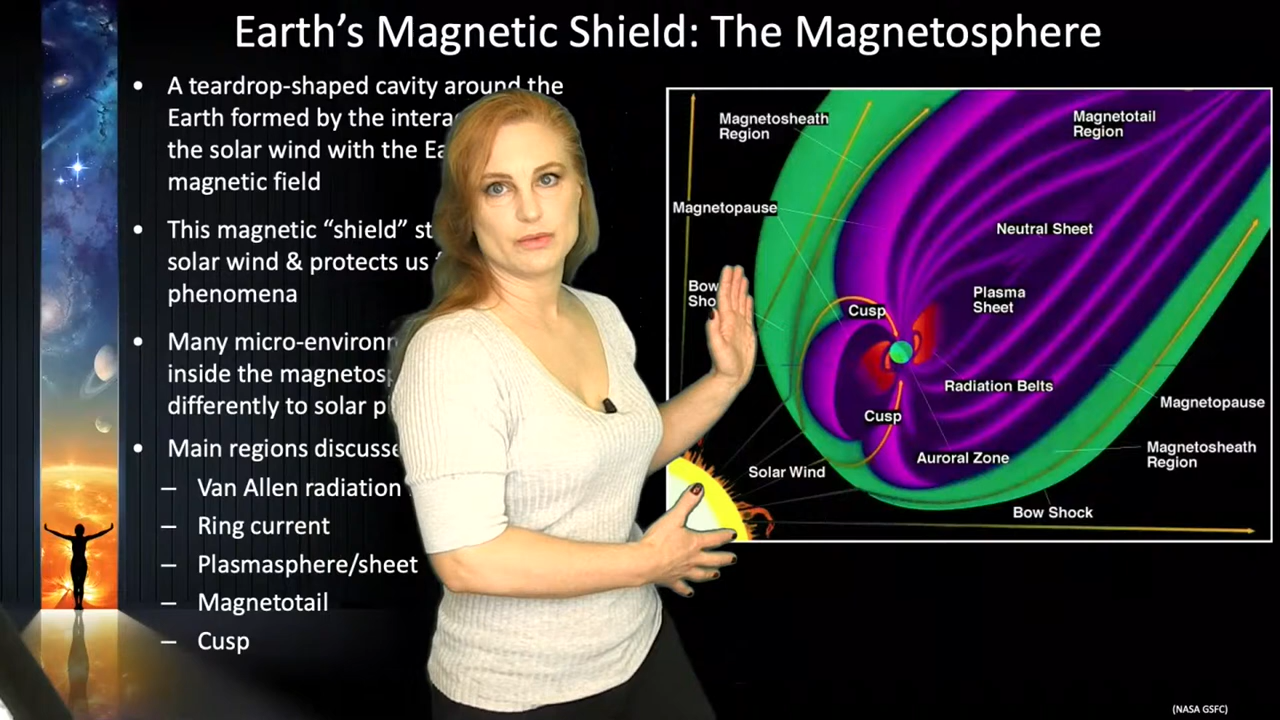 Earth's Magnetic Shield: The Magnetosphere
• A teardrop-shaped cavity around the
Earth formed by the
the solar wind with the
magnetic field
• This magnetic “shield”
solar wind & protects us
phenomena
• Many
inside the
differently to solar
• Main regions
– Van Allen radiation
– Ring current
– Plasmasphere/sheet
– Magnetotail
– Cusp
Magnetosheath
Region
Magnetotail
Region
Magnetopause
Neutral Sheet
Bow
Plasma
Sheet
Cusp
Radiation Belts
Magnetopause
Cusp
Magnetosheath
Region
Auroral Zone
Solar Wind
Bow Shock
(NASA GSFC)